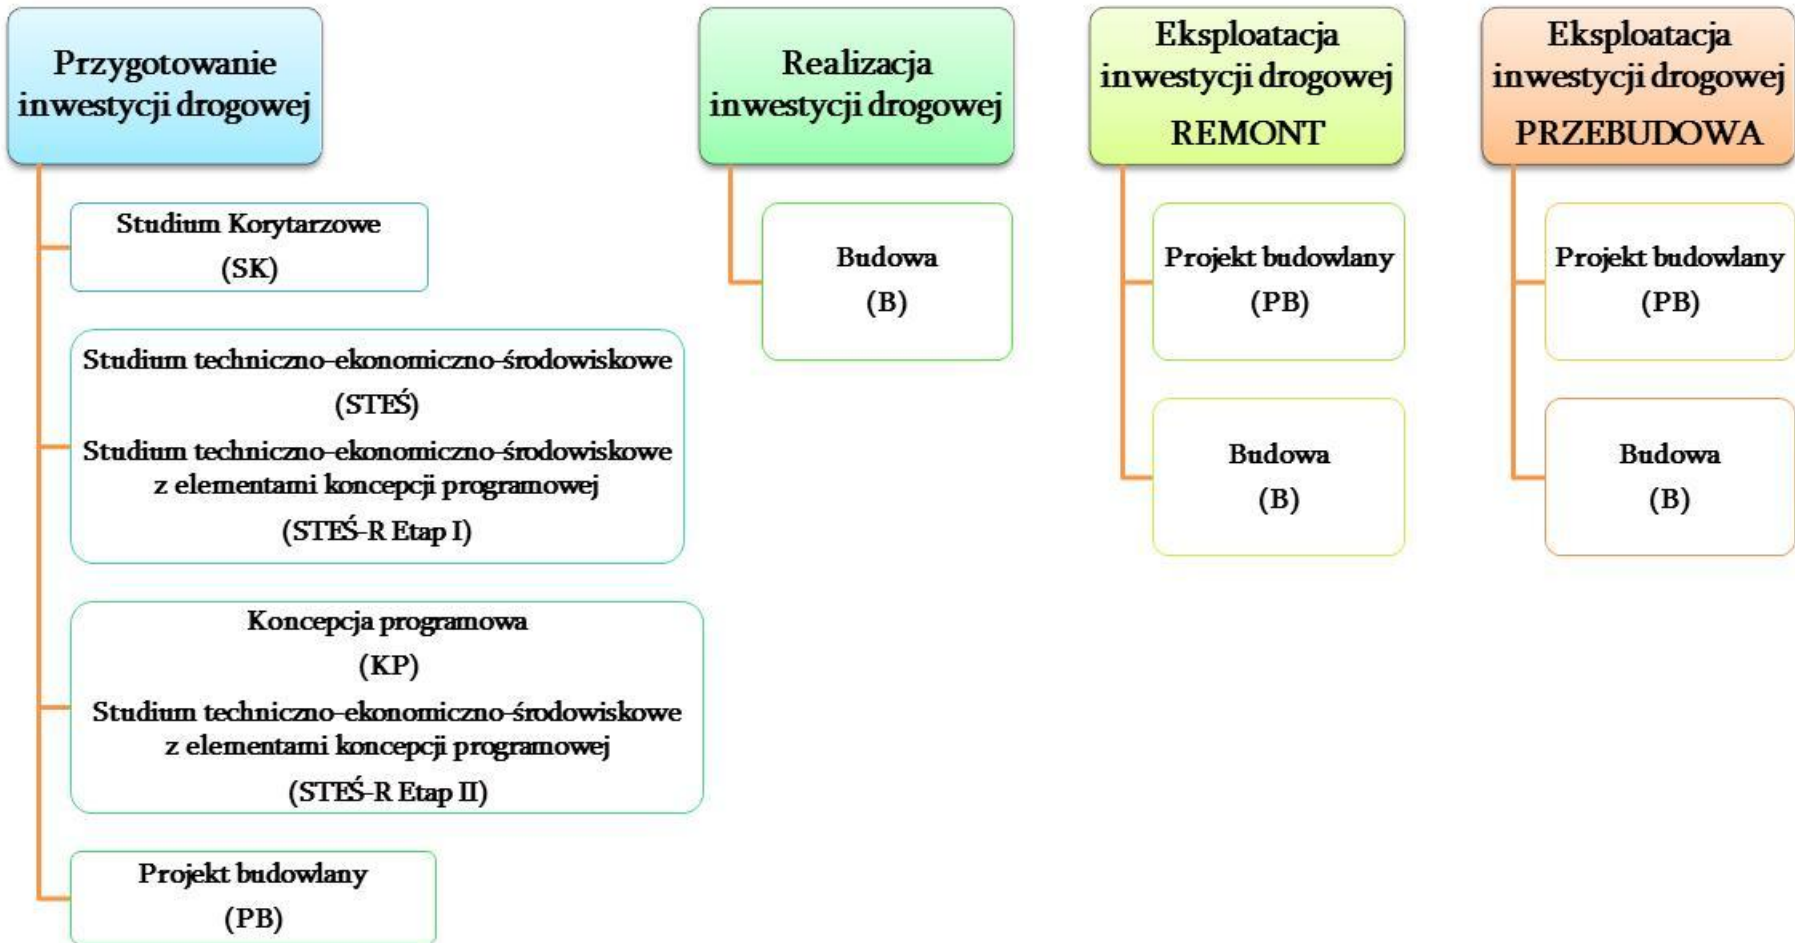 Przygotowanie
inwestycji drogowej
Studium Korytarzowe
(SK)
Studium techniczno-ekonomiczno-środowiskowe
(STEŚ)
Studium techniczno-ekonomiczno-środowiskowe
z elementami koncepcji programowej
(STEŚ-R Etap I)
Koncepcja programowa
(KP)
Studium techniczno-ekonomiczno-środowiskowe
z elementami koncepcji programowej
(STEŚ-R Etap II)
Projekt budowlany
(PB)
Realizacja
inwestycji drogowej
Budowa
(B)
Eksploatacja
inwestycji drogowej
REMONT
Projekt budowlany
(PB)
Budowa
(B)
Eksploatacja
inwestycji drogowej
PRZEBUDOWA
Projekt budowlany
(PB)
Budowa
(B)